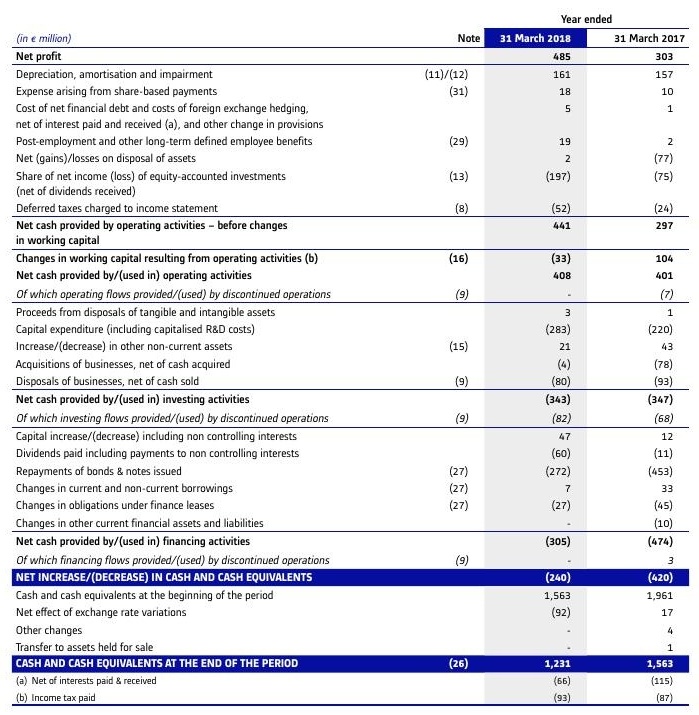 Year ended
(in € million) Note 31 March 2018 31 March 2017
Net profit 485 303
Depreciation, amortisation and impairment (11)/(12) 161 157
Expense arising from share-based payments (31) 18 10
Cost of net financial debt and costs of foreign exchange hedging,
net of interest paid and received (a), and other change in provisions 5 1
Post-employment and other long-term defined employee benefits (29) 19 2
Net (gains)/losses on disposal of assets 2 (77)
Share of net income (loss) of equity-accounted investments (13) (197) (75)
(net of dividends received)
Deferred taxes charged to income statement (8) (52) (24)
Net cash provided by operating activities – before changes 441 297
in working capital
Changes in working capital resulting from operating activities (b) (16) (33) 104
Net cash provided by/(used in) operating activities 408 401
Of which operating flows provided/(used) by discontinued operations (9) - (7)
Proceeds from disposals of tangible and intangible assets 3 1
Capital expenditure (including capitalised R&D costs) (283) (220)
Increase/(decrease) in other non-current assets (15) 21 43
Acquisitions of businesses, net of cash acquired (4) (78)
Disposals of businesses, net of cash sold (9) (80) (93)
Net cash provided by/(used in) investing activities (343) (347)
Of which investing flows provided/(used) by discontinued operations (9) (82) (68)
Capital increase/(decrease) including non controlling interests 47 12
Dividends paid including payments to non controlling interests (60) (11)
Repayments of bonds & notes issued (27) (272) (453)
Changes in current and non-current borrowings (27) 7 33
Changes in obligations under finance leases (27) (27) (45)
Changes in other current financial assets and liabilities - (10)
Net cash provided by/(used in) financing activities (305) (474)
Of which financing flows provided/(used) by discontinued operations (9) - 3
NET INCREASE/(DECREASE) IN CASH AND CASH EQUIVALENTS (240) (420)
Cash and cash equivalents at the beginning of the period 1,563 1,961
Net effect of exchange rate variations (92) 17
Other changes - 4
Transfer to assets held for sale - 1
CASH AND CASH EQUIVALENTS AT THE END OF THE PERIOD (26) 1,231 1,563
(a) Net of interests paid & received (66) (115)
(b) Income tax paid (93) (87)